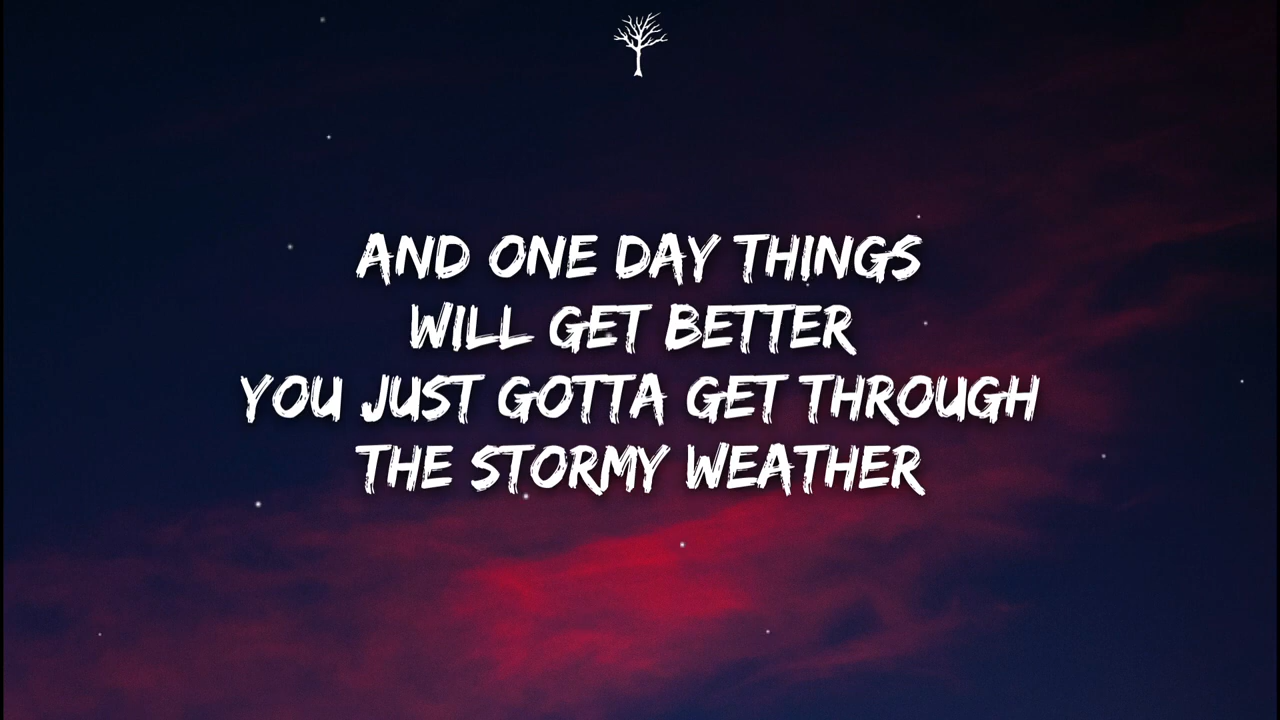 AND ONE DAY THINGS
WILL GET BETTER
YOU JUST GOTTA GET THROUGH
THE STORMY WEATHER